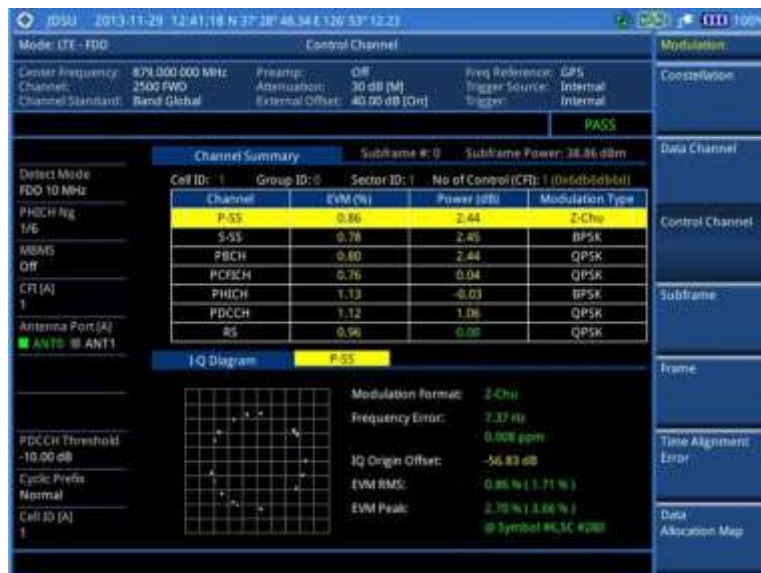 JDSU 2013-11-29 12:41:18 N 37° 28' 48.34 E 126° 53' 12.23 100%
Mode: LTE - FDD Control Channel Modulation
Center Frequency: 879.000 000 MHz Preamp: Off Freq Reference: GPS
Channel: 2500 FWD Attenuation: 30 dB [M] Trigger Source: Internal
Channel Standard: Band Global External Offset: 40.00 dB [On] Trigger: Internal
Constellation
PASS
Channel Summary Subframe #: 0 Subframe Power: 38.86 dBm
Data Channel
Detect Mode
FDD 10 MHz
Cell ID: 1 Group ID: 0 Sector ID: 1 No of Control (CFI): 1
Channel EVM (%) Power (dB) Modulation Type
P-SS 0.86 2.44 Z-Chu
S-SS 0.78 2.45 BPSK
PBCH 0.80 2.44 QPSK
PCFICH 0.76 0.04 QPSK
PHICH 1.13 -0.03 BPSK
PDCCH 1.12 1.06 QPSK
RS 0.96 0.00 QPSK
PHICH Ng
1/6
MBMS
Off
CFI [A]
1
Antenna Port [A]
ANT0 ANT1
Control Channel
Subframe
I-Q Diagram P-SS
Frame
Modulation Format: Z-Chu
Frequency Error: 7.37 Hz
0.008 ppm
IQ Origin Offset: -56.83 dB
EVM RMS: 0.86 % ( 1.71 % )
EVM Peak: 2.70 % ( 3.66 % )
@ Symbol #6,SC #280
PDCCH Threshold
-10.00 dB
Cyclic Prefix
Normal
Cell ID [A]
1
Time Alignment
Error
Data
Allocation Map